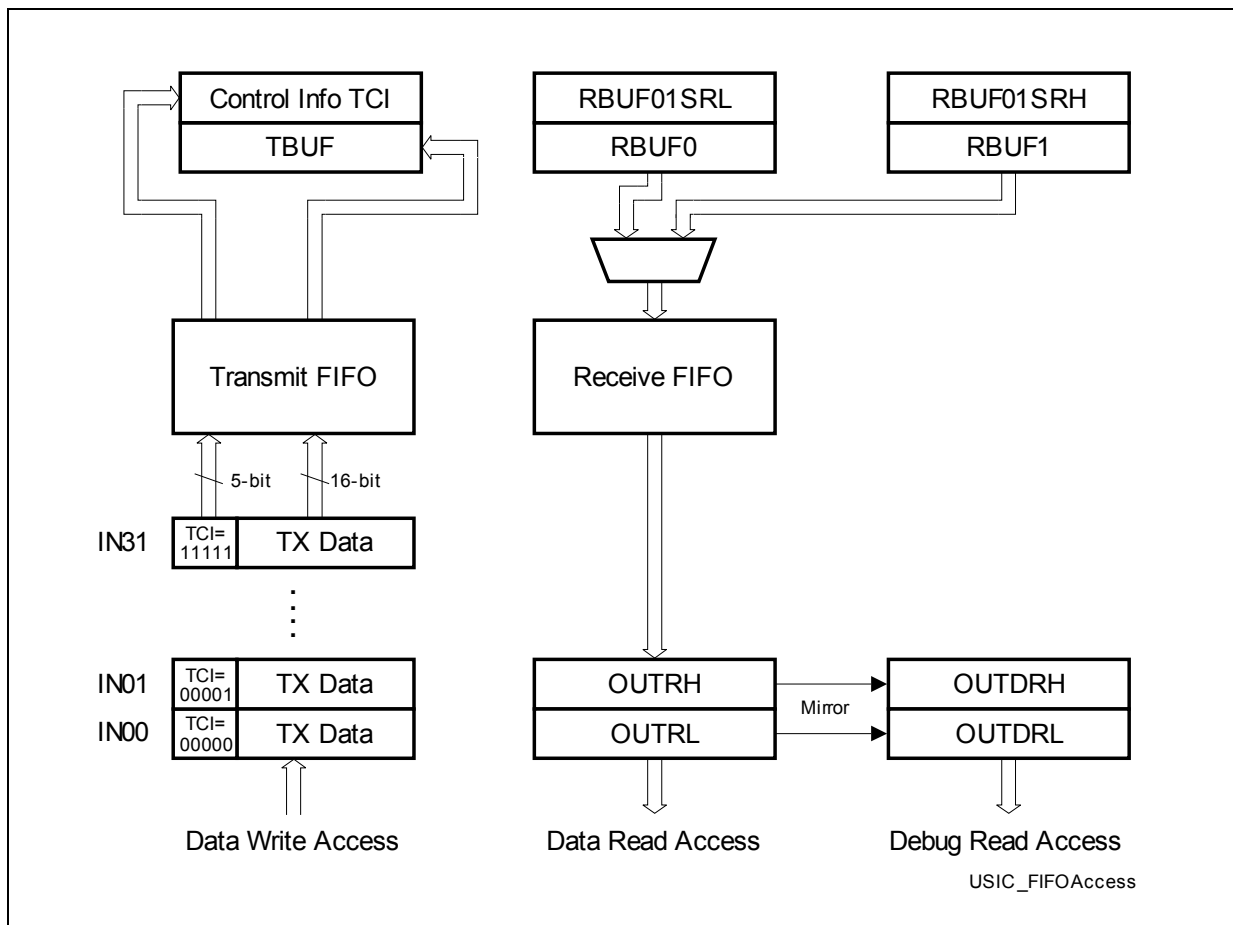 Control Info TCI
TBUF
RBUF01SRL
RBUF0
RBUF01SRH
RBUF1
Transmit FIFO
Receive FIFO
5-bit
16-bit
IN31
TCI=
11111
TX Data
IN01
TCI=
00001
TX Data
IN00
TCI=
00000
TX Data
OUTRH
OUTRL
Mirror
OUTDRH
OUTDRL
Data Write Access
Data Read Access
Debug Read Access
USIC_FIFOAccess